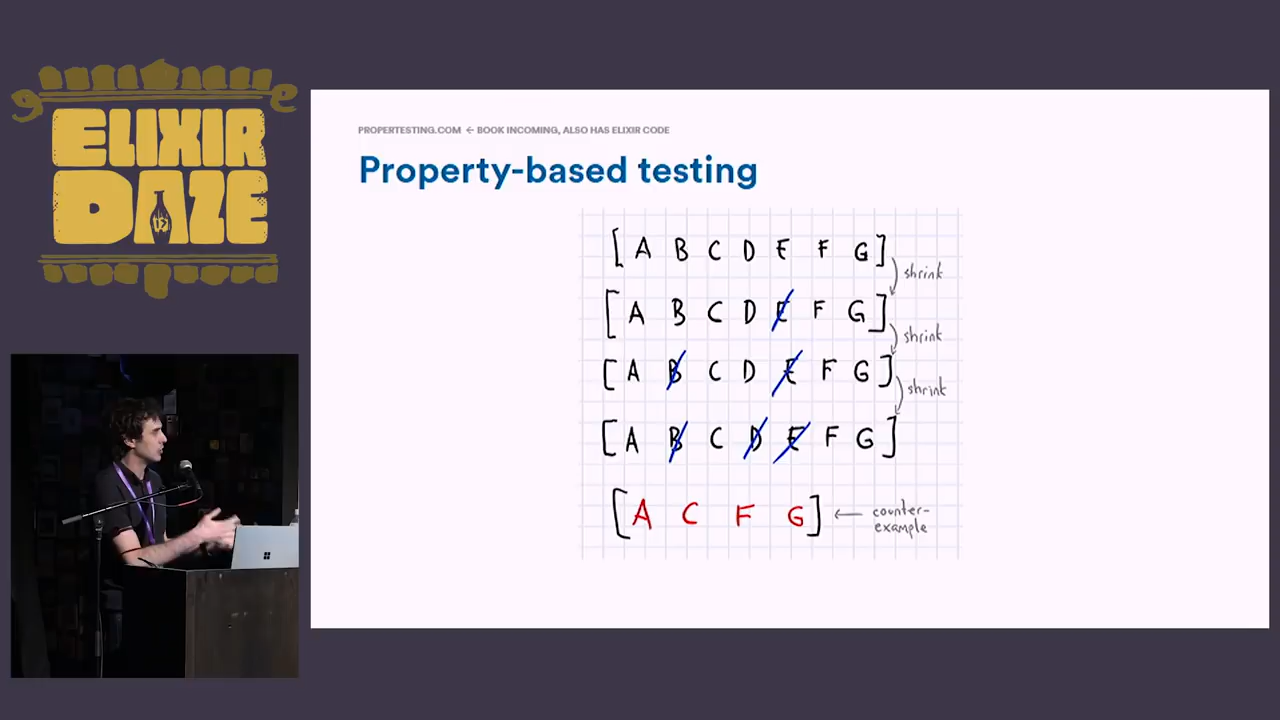 ELIXIR
DAZE
PROPERTESTING.COM ← BOOK INCOMING, ALSO HAS ELIXIR CODE
Property-based testing
[A B C D E F G]
shrink
[A B C D E F G]
shrink
[A B C D E F G]
shrink
[A B C D E F G]
[A C F G] ← counter-
example